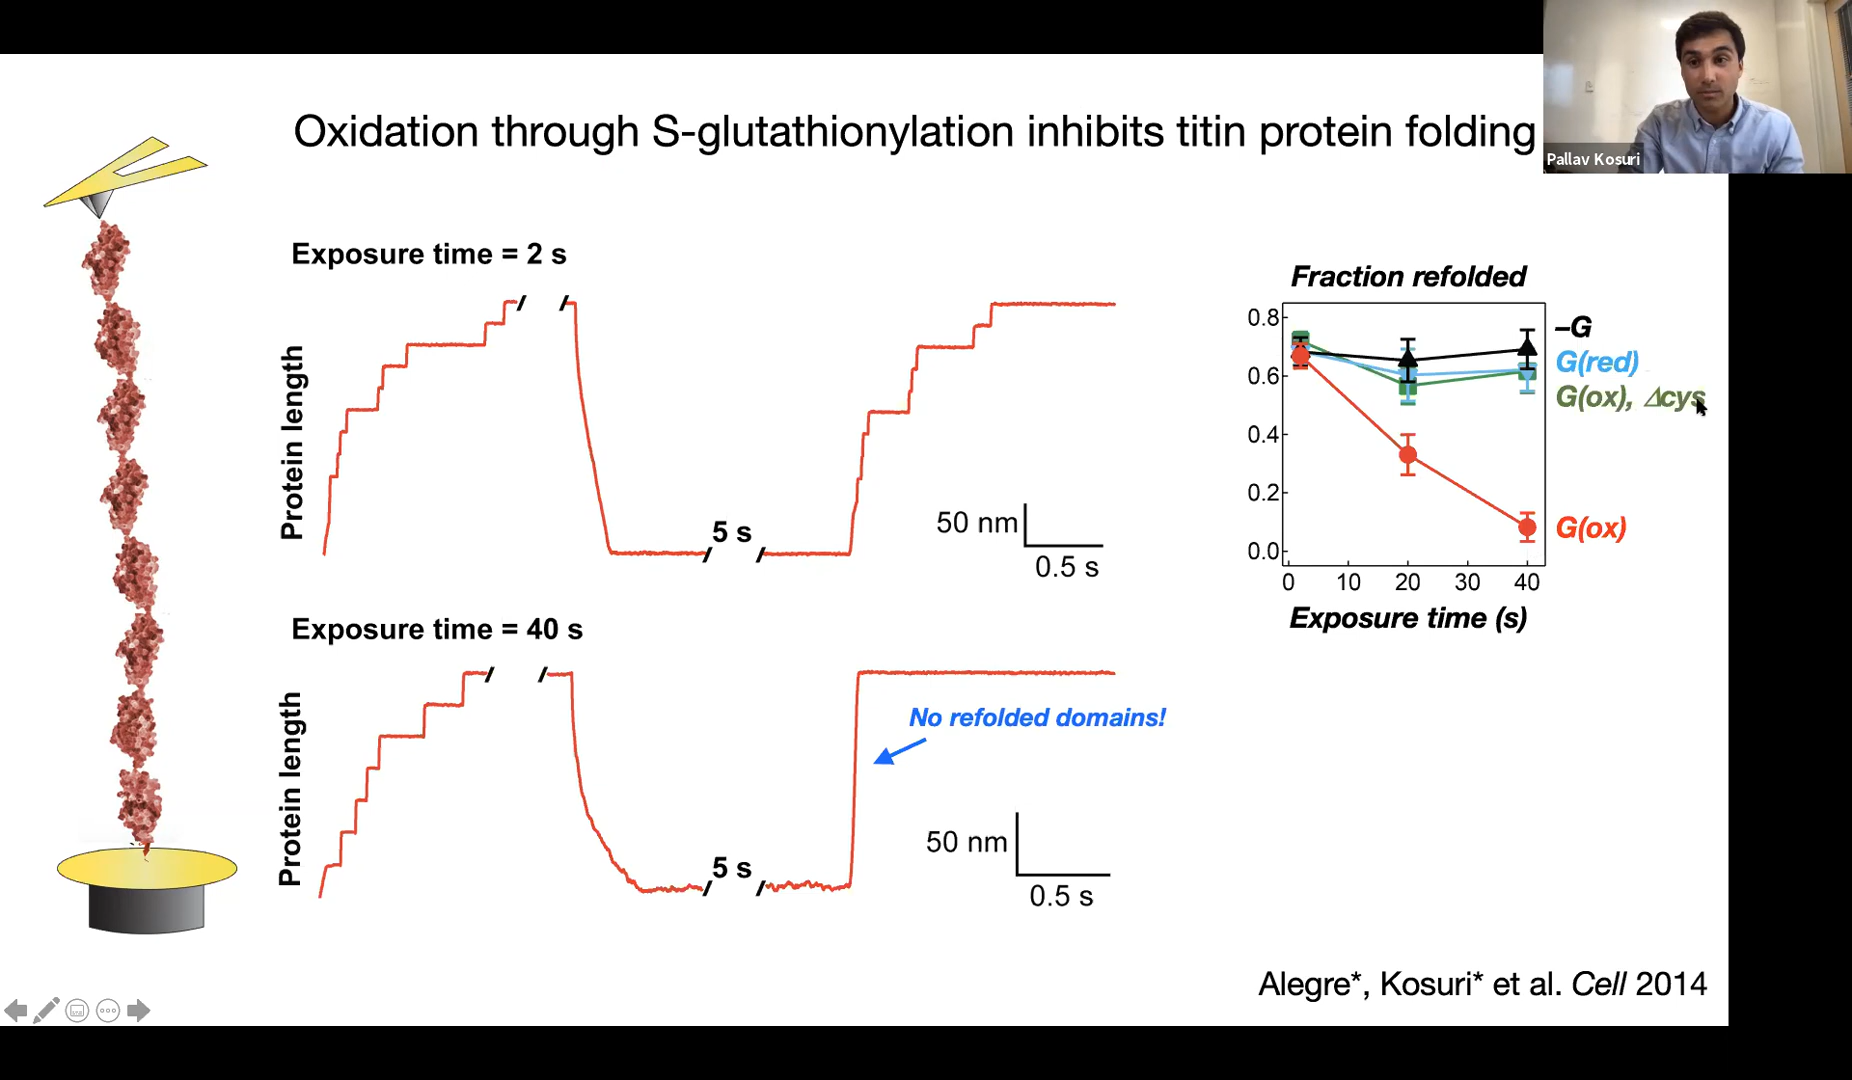 Oxidation through S-glutathionylation inhibits titin protein folding
Pallav Kosuri
Exposure time = 2 s
Protein length
5 s
50 nm
0.5 s
Exposure time = 40 s
Protein length
No refolded domains!
5 s
50 nm
0.5 s
Fraction refolded
0.8
0.6
0.4
0.2
0.0
0 10 20 30 40
Exposure time (s)
–G
G(red)
G(ox), Δcys
G(ox)
Alegre*, Kosuri* et al. Cell 2014